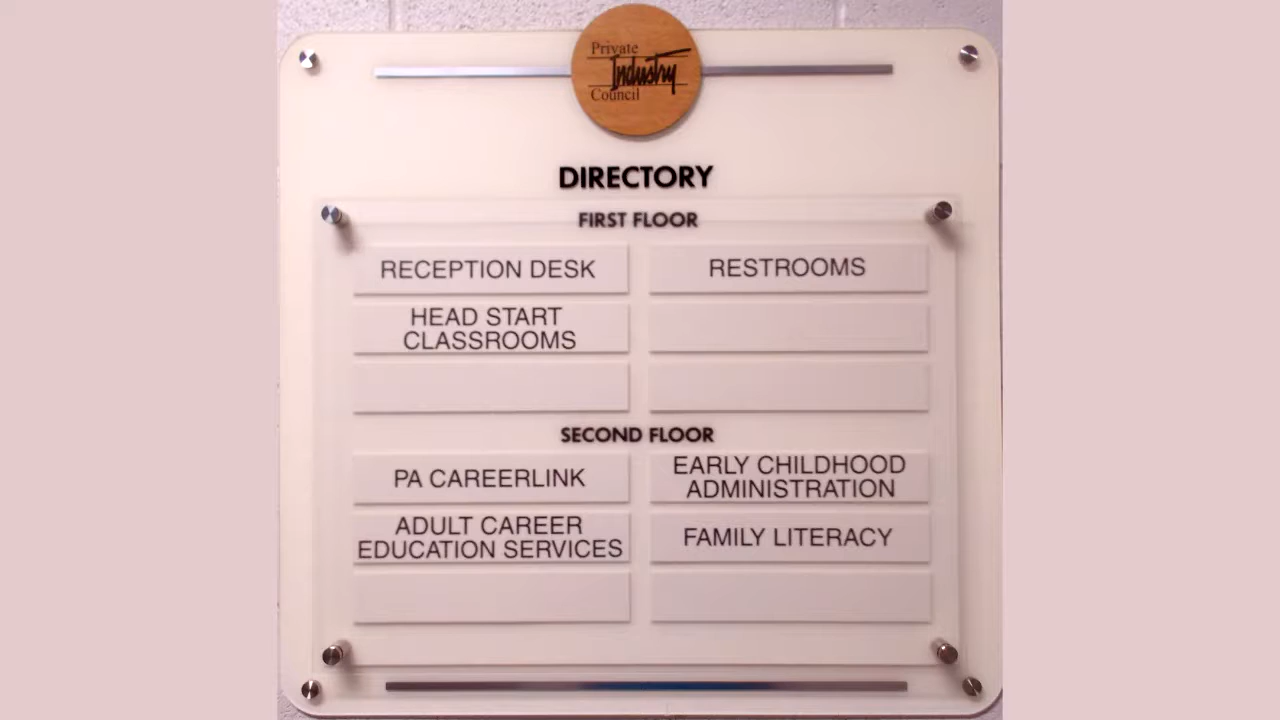 Private
Industry
Council
DIRECTORY
FIRST FLOOR
RECEPTION DESK
RESTROOMS
HEAD START
CLASSROOMS
SECOND FLOOR
PA CAREERLINK
EARLY CHILDHOOD
ADMINISTRATION
ADULT CAREER
EDUCATION SERVICES
FAMILY LITERACY